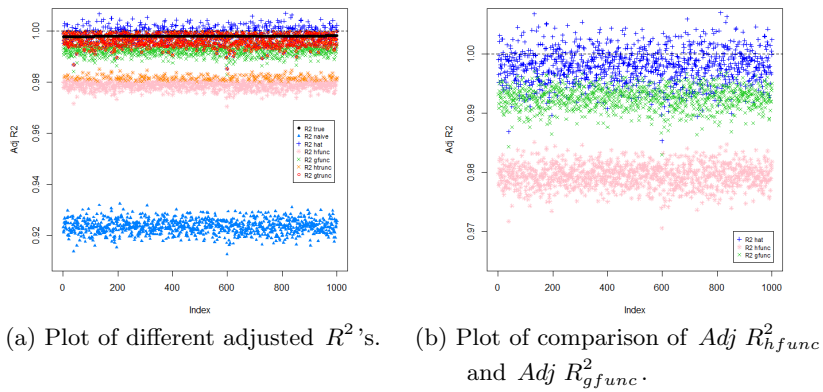 1.00
0.98
0.96
0.94
0.92
Adj R2
R2 true
R2 naive
R2 hat
R2 hfunc
R2 gfunc
R2 htrunc
R2 gtrunc
0 200 400 600 800 1000
Index
(a) Plot of different adjusted R²'s.
1.00
0.99
0.98
0.97
Adj R2
R2 hat
R2 hfunc
R2 gfunc
0 200 400 600 800 1000
Index
(b) Plot of comparison of Adj R²hfunc
and Adj R²gfunc.